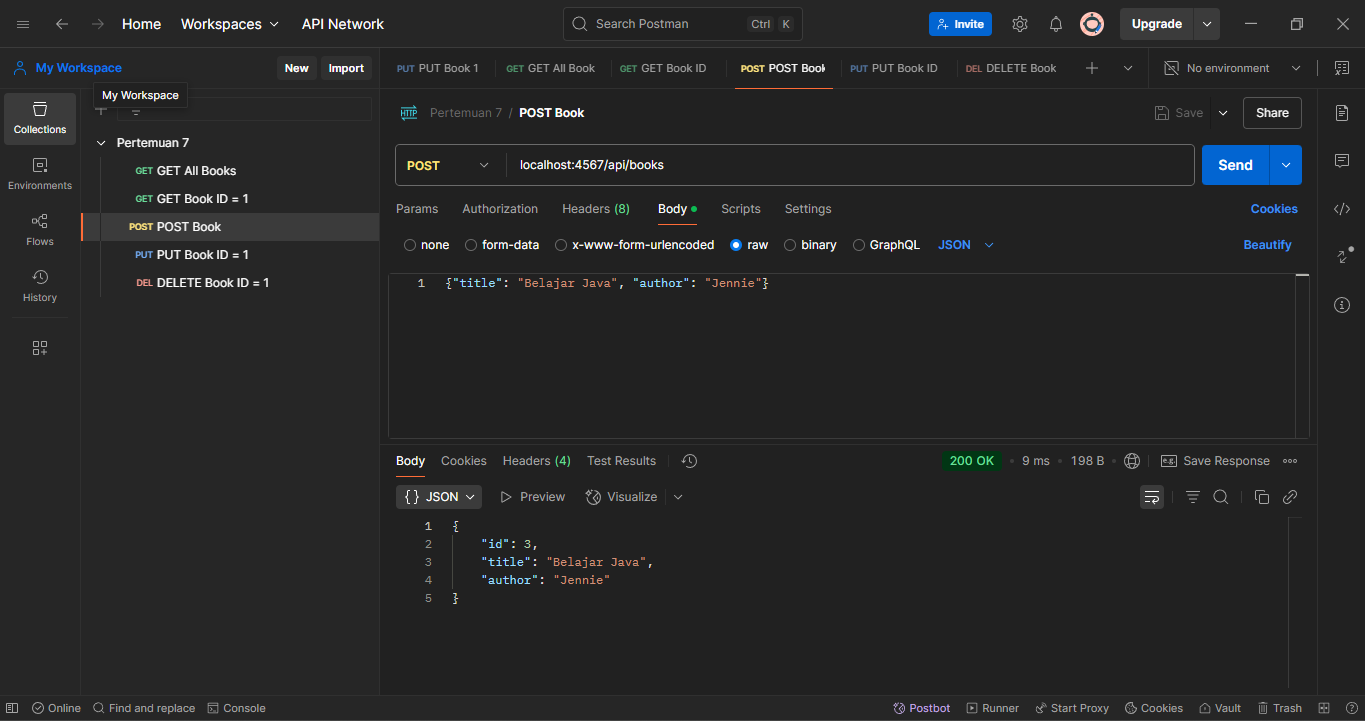 Home Workspaces API Network Search Postman Ctrl K Invite Upgrade
My Workspace New Import PUT PUT Book 1 GET GET All Book GET GET Book ID POST POST Book PUT PUT Book ID DEL DELETE Book No environment
My Workspace
Collections
Environments
Flows
History
Pertemuan 7
GET GET All Books
GET GET Book ID = 1
POST POST Book
PUT PUT Book ID = 1
DEL DELETE Book ID = 1
HTTP Pertemuan 7 / POST Book Save Share
POST localhost:4567/api/books Send
Params Authorization Headers (8) Body Scripts Settings Cookies
none form-data x-www-form-urlencoded raw binary GraphQL JSON Beautify
1 {"title": "Belajar Java", "author": "Jennie"}
Body Cookies Headers (4) Test Results 200 OK • 9 ms • 198 B • e.g. Save Response
{} JSON Preview Visualize
1 {
2 "id": 3,
3 "title": "Belajar Java",
4 "author": "Jennie"
5 }
Online Find and replace Console Postbot Runner Start Proxy Cookies Vault Trash